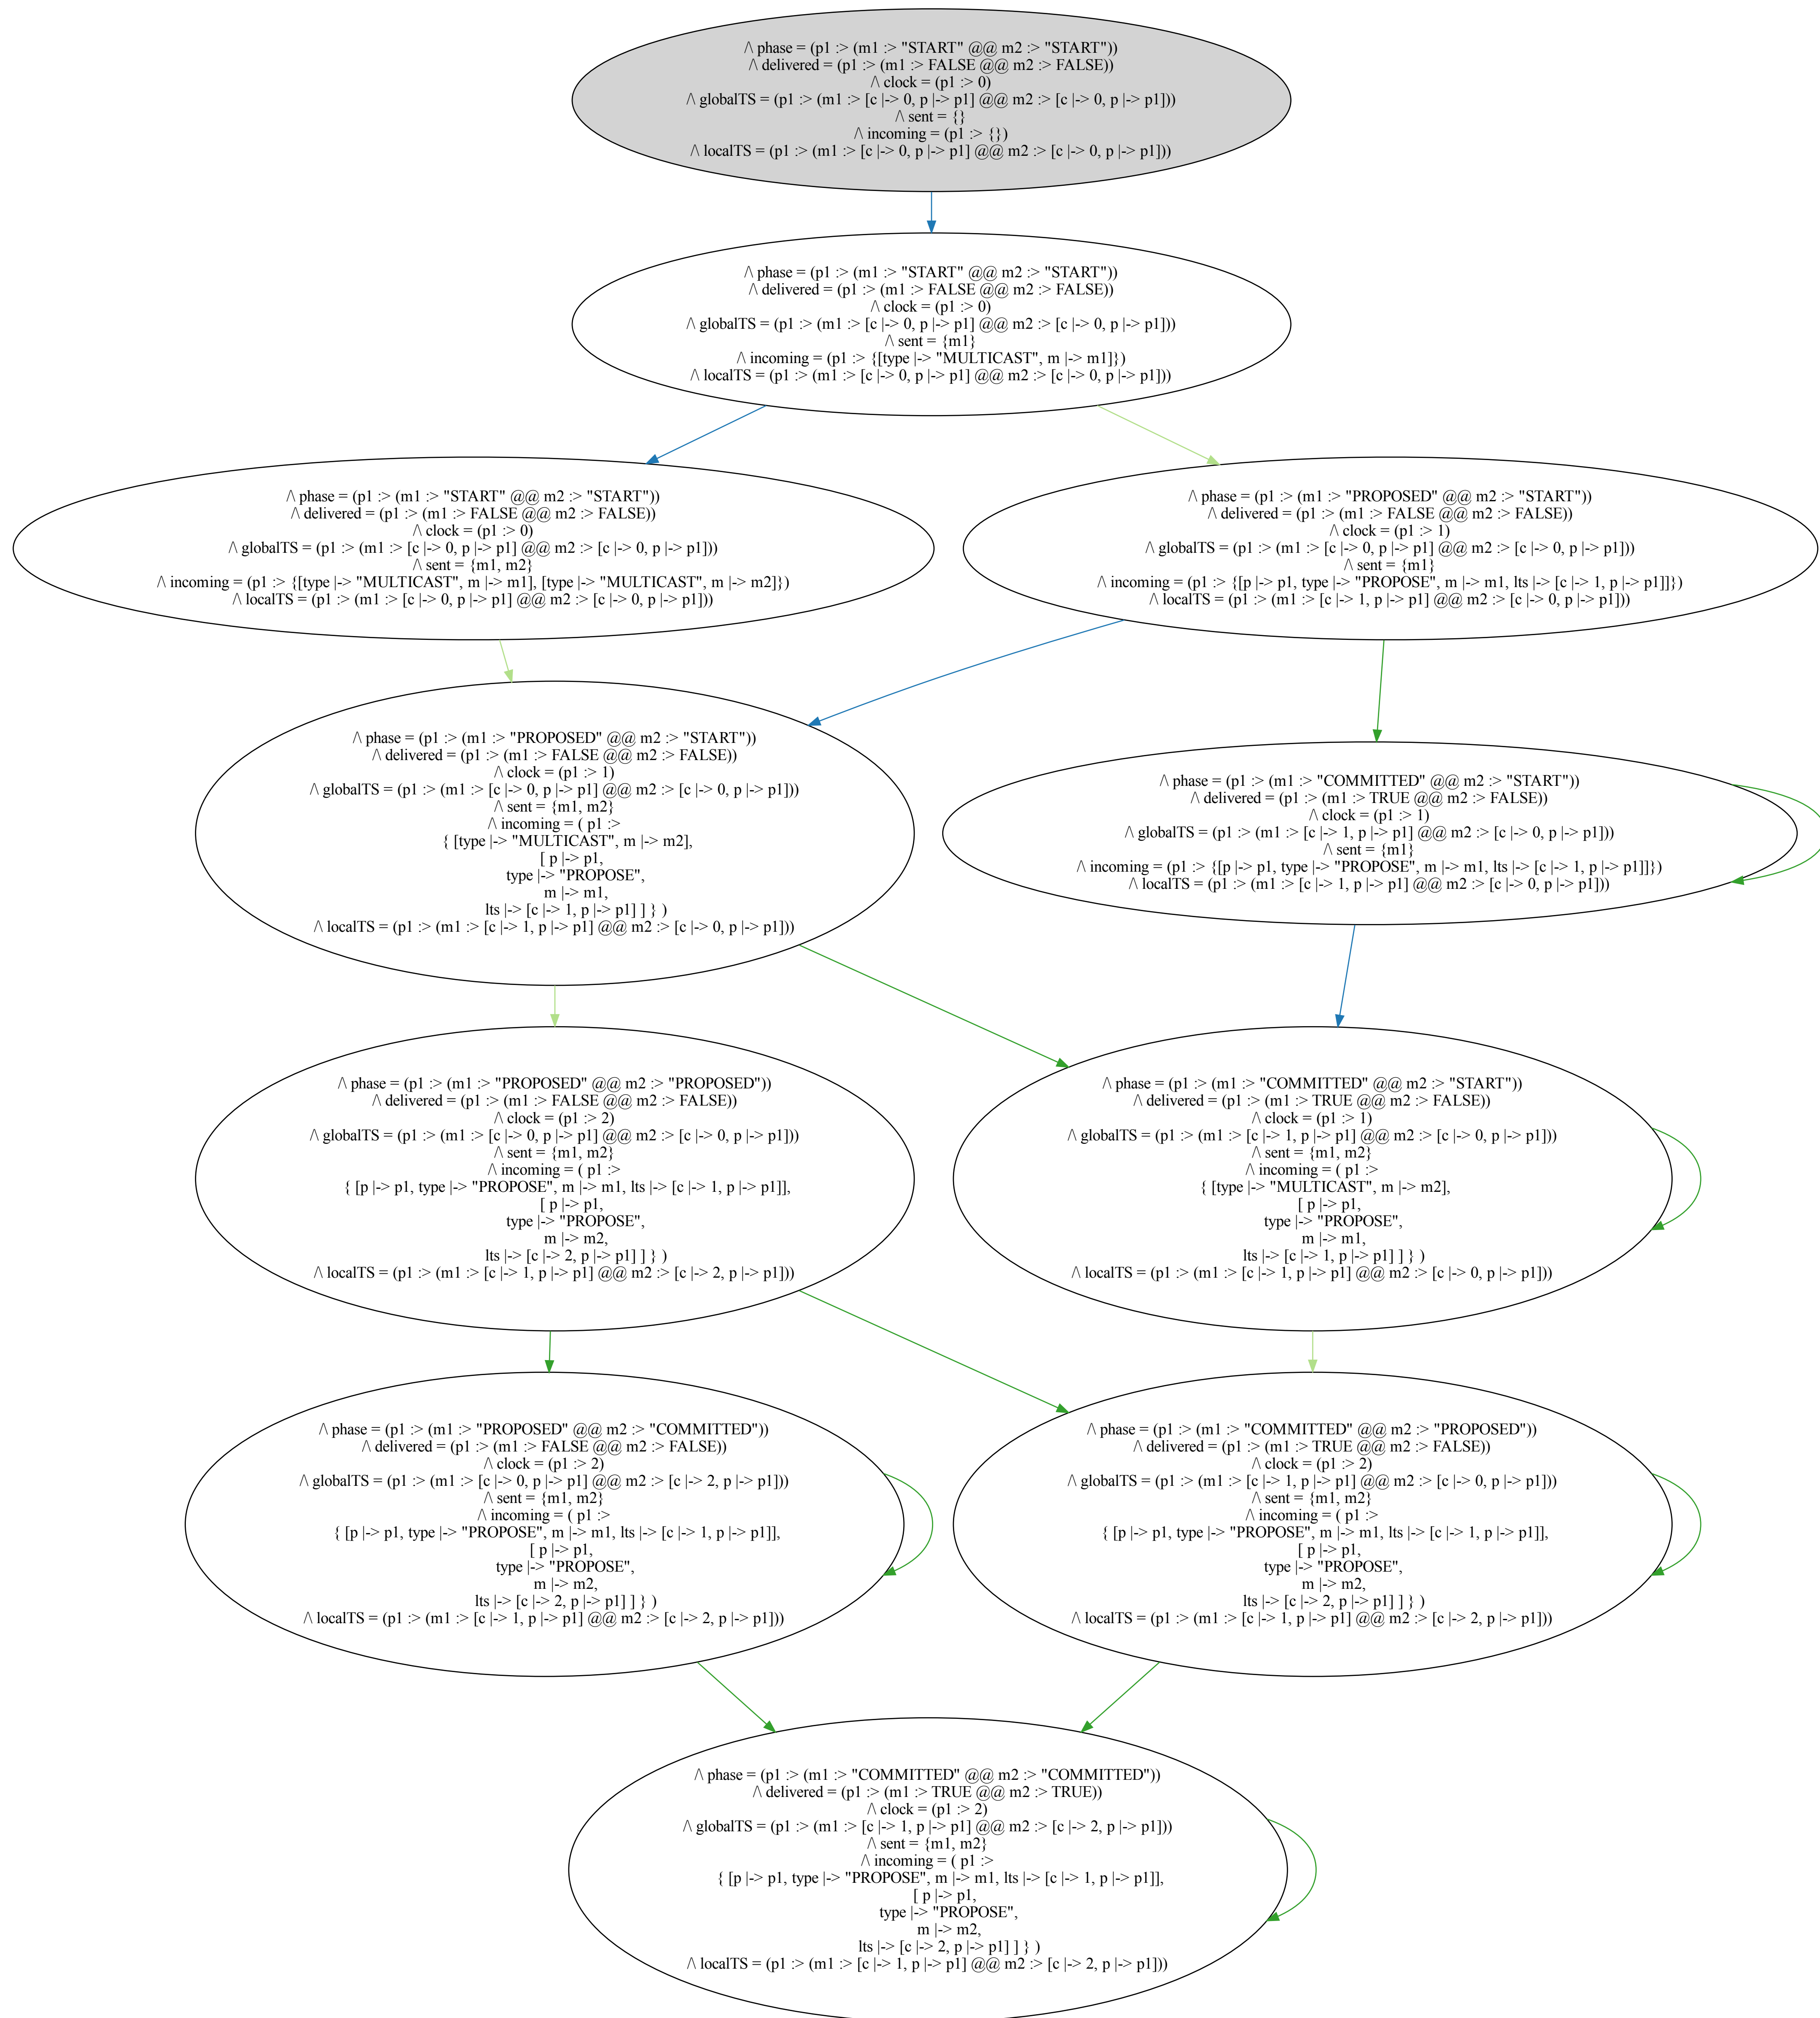 /\ phase = (p1 :> (m1 :> "START" @@ m2 :> "START"))
/\ delivered = (p1 :> (m1 :> FALSE @@ m2 :> FALSE))
/\ clock = (p1 :> 0)
/\ globalTS = (p1 :> (m1 :> [c |-> 0, p |-> p1] @@ m2 :> [c |-> 0, p |-> p1]))
/\ sent = {}
/\ incoming = (p1 :> {})
/\ localTS = (p1 :> (m1 :> [c |-> 0, p |-> p1] @@ m2 :> [c |-> 0, p |-> p1]))
/\ phase = (p1 :> (m1 :> "START" @@ m2 :> "START"))
/\ delivered = (p1 :> (m1 :> FALSE @@ m2 :> FALSE))
/\ clock = (p1 :> 0)
/\ globalTS = (p1 :> (m1 :> [c |-> 0, p |-> p1] @@ m2 :> [c |-> 0, p |-> p1]))
/\ sent = {m1}
/\ incoming = (p1 :> {[type |-> "MULTICAST", m |-> m1]})
/\ localTS = (p1 :> (m1 :> [c |-> 0, p |-> p1] @@ m2 :> [c |-> 0, p |-> p1]))
/\ phase = (p1 :> (m1 :> "START" @@ m2 :> "START"))
/\ delivered = (p1 :> (m1 :> FALSE @@ m2 :> FALSE))
/\ clock = (p1 :> 0)
/\ globalTS = (p1 :> (m1 :> [c |-> 0, p |-> p1] @@ m2 :> [c |-> 0, p |-> p1]))
/\ sent = {m1, m2}
/\ incoming = (p1 :> {[type |-> "MULTICAST", m |-> m1], [type |-> "MULTICAST", m |-> m2]})
/\ localTS = (p1 :> (m1 :> [c |-> 0, p |-> p1] @@ m2 :> [c |-> 0, p |-> p1]))
/\ phase = (p1 :> (m1 :> "PROPOSED" @@ m2 :> "START"))
/\ delivered = (p1 :> (m1 :> FALSE @@ m2 :> FALSE))
/\ clock = (p1 :> 1)
/\ globalTS = (p1 :> (m1 :> [c |-> 0, p |-> p1] @@ m2 :> [c |-> 0, p |-> p1]))
/\ sent = {m1}
/\ incoming = (p1 :> {[p |-> p1, type |-> "PROPOSE", m |-> m1, lts |-> [c |-> 1, p |-> p1]]})
/\ localTS = (p1 :> (m1 :> [c |-> 1, p |-> p1] @@ m2 :> [c |-> 0, p |-> p1]))
/\ phase = (p1 :> (m1 :> "PROPOSED" @@ m2 :> "START"))
/\ delivered = (p1 :> (m1 :> FALSE @@ m2 :> FALSE))
/\ clock = (p1 :> 1)
/\ globalTS = (p1 :> (m1 :> [c |-> 0, p |-> p1] @@ m2 :> [c |-> 0, p |-> p1]))
/\ sent = {m1, m2}
/\ incoming = ( p1 :>
{ [type |-> "MULTICAST", m |-> m2],
[ p |-> p1,
type |-> "PROPOSE",
m |-> m1,
lts |-> [c |-> 1, p |-> p1] ] } )
/\ localTS = (p1 :> (m1 :> [c |-> 1, p |-> p1] @@ m2 :> [c |-> 0, p |-> p1]))
/\ phase = (p1 :> (m1 :> "COMMITTED" @@ m2 :> "START"))
/\ delivered = (p1 :> (m1 :> TRUE @@ m2 :> FALSE))
/\ clock = (p1 :> 1)
/\ globalTS = (p1 :> (m1 :> [c |-> 1, p |-> p1] @@ m2 :> [c |-> 0, p |-> p1]))
/\ sent = {m1}
/\ incoming = (p1 :> {[p |-> p1, type |-> "PROPOSE", m |-> m1, lts |-> [c |-> 1, p |-> p1]]})
/\ localTS = (p1 :> (m1 :> [c |-> 1, p |-> p1] @@ m2 :> [c |-> 0, p |-> p1]))
/\ phase = (p1 :> (m1 :> "PROPOSED" @@ m2 :> "PROPOSED"))
/\ delivered = (p1 :> (m1 :> FALSE @@ m2 :> FALSE))
/\ clock = (p1 :> 2)
/\ globalTS = (p1 :> (m1 :> [c |-> 0, p |-> p1] @@ m2 :> [c |-> 0, p |-> p1]))
/\ sent = {m1, m2}
/\ incoming = ( p1 :>
{ [p |-> p1, type |-> "PROPOSE", m |-> m1, lts |-> [c |-> 1, p |-> p1]],
[ p |-> p1,
type |-> "PROPOSE",
m |-> m2,
lts |-> [c |-> 2, p |-> p1] ] } )
/\ localTS = (p1 :> (m1 :> [c |-> 1, p |-> p1] @@ m2 :> [c |-> 2, p |-> p1]))
/\ phase = (p1 :> (m1 :> "COMMITTED" @@ m2 :> "START"))
/\ delivered = (p1 :> (m1 :> TRUE @@ m2 :> FALSE))
/\ clock = (p1 :> 1)
/\ globalTS = (p1 :> (m1 :> [c |-> 1, p |-> p1] @@ m2 :> [c |-> 0, p |-> p1]))
/\ sent = {m1, m2}
/\ incoming = ( p1 :>
{ [type |-> "MULTICAST", m |-> m2],
[ p |-> p1,
type |-> "PROPOSE",
m |-> m1,
lts |-> [c |-> 1, p |-> p1] ] } )
/\ localTS = (p1 :> (m1 :> [c |-> 1, p |-> p1] @@ m2 :> [c |-> 0, p |-> p1]))
/\ phase = (p1 :> (m1 :> "PROPOSED" @@ m2 :> "COMMITTED"))
/\ delivered = (p1 :> (m1 :> FALSE @@ m2 :> FALSE))
/\ clock = (p1 :> 2)
/\ globalTS = (p1 :> (m1 :> [c |-> 0, p |-> p1] @@ m2 :> [c |-> 2, p |-> p1]))
/\ sent = {m1, m2}
/\ incoming = ( p1 :>
{ [p |-> p1, type |-> "PROPOSE", m |-> m1, lts |-> [c |-> 1, p |-> p1]],
[ p |-> p1,
type |-> "PROPOSE",
m |-> m2,
lts |-> [c |-> 2, p |-> p1] ] } )
/\ localTS = (p1 :> (m1 :> [c |-> 1, p |-> p1] @@ m2 :> [c |-> 2, p |-> p1]))
/\ phase = (p1 :> (m1 :> "COMMITTED" @@ m2 :> "PROPOSED"))
/\ delivered = (p1 :> (m1 :> TRUE @@ m2 :> FALSE))
/\ clock = (p1 :> 2)
/\ globalTS = (p1 :> (m1 :> [c |-> 1, p |-> p1] @@ m2 :> [c |-> 0, p |-> p1]))
/\ sent = {m1, m2}
/\ incoming = ( p1 :>
{ [p |-> p1, type |-> "PROPOSE", m |-> m1, lts |-> [c |-> 1, p |-> p1]],
[ p |-> p1,
type |-> "PROPOSE",
m |-> m2,
lts |-> [c |-> 2, p |-> p1] ] } )
/\ localTS = (p1 :> (m1 :> [c |-> 1, p |-> p1] @@ m2 :> [c |-> 2, p |-> p1]))
/\ phase = (p1 :> (m1 :> "COMMITTED" @@ m2 :> "COMMITTED"))
/\ delivered = (p1 :> (m1 :> TRUE @@ m2 :> TRUE))
/\ clock = (p1 :> 2)
/\ globalTS = (p1 :> (m1 :> [c |-> 1, p |-> p1] @@ m2 :> [c |-> 2, p |-> p1]))
/\ sent = {m1, m2}
/\ incoming = ( p1 :>
{ [p |-> p1, type |-> "PROPOSE", m |-> m1, lts |-> [c |-> 1, p |-> p1]],
[ p |-> p1,
type |-> "PROPOSE",
m |-> m2,
lts |-> [c |-> 2, p |-> p1] ] } )
/\ localTS = (p1 :> (m1 :> [c |-> 1, p |-> p1] @@ m2 :> [c |-> 2, p |-> p1]))